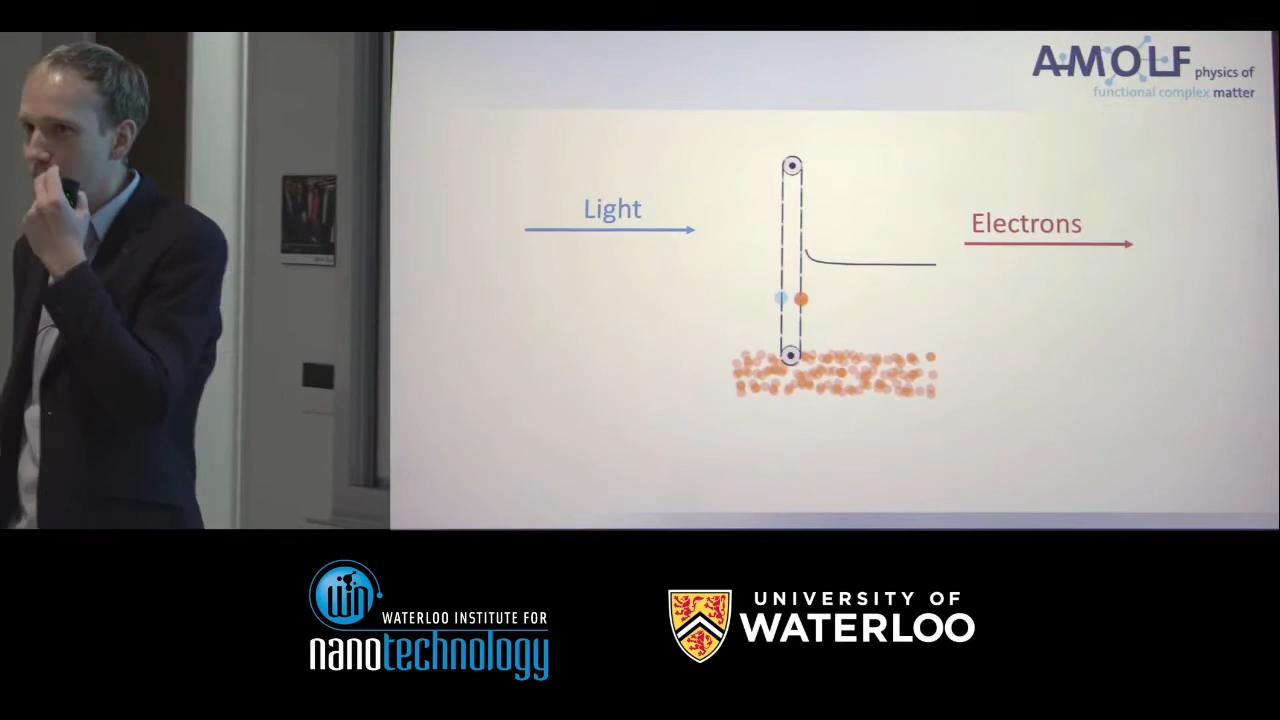 AMOLF physics of
functional complex matter
Light
Electrons
WATERLOO INSTITUTE FOR
nanotechnology
UNIVERSITY OF
WATERLOO